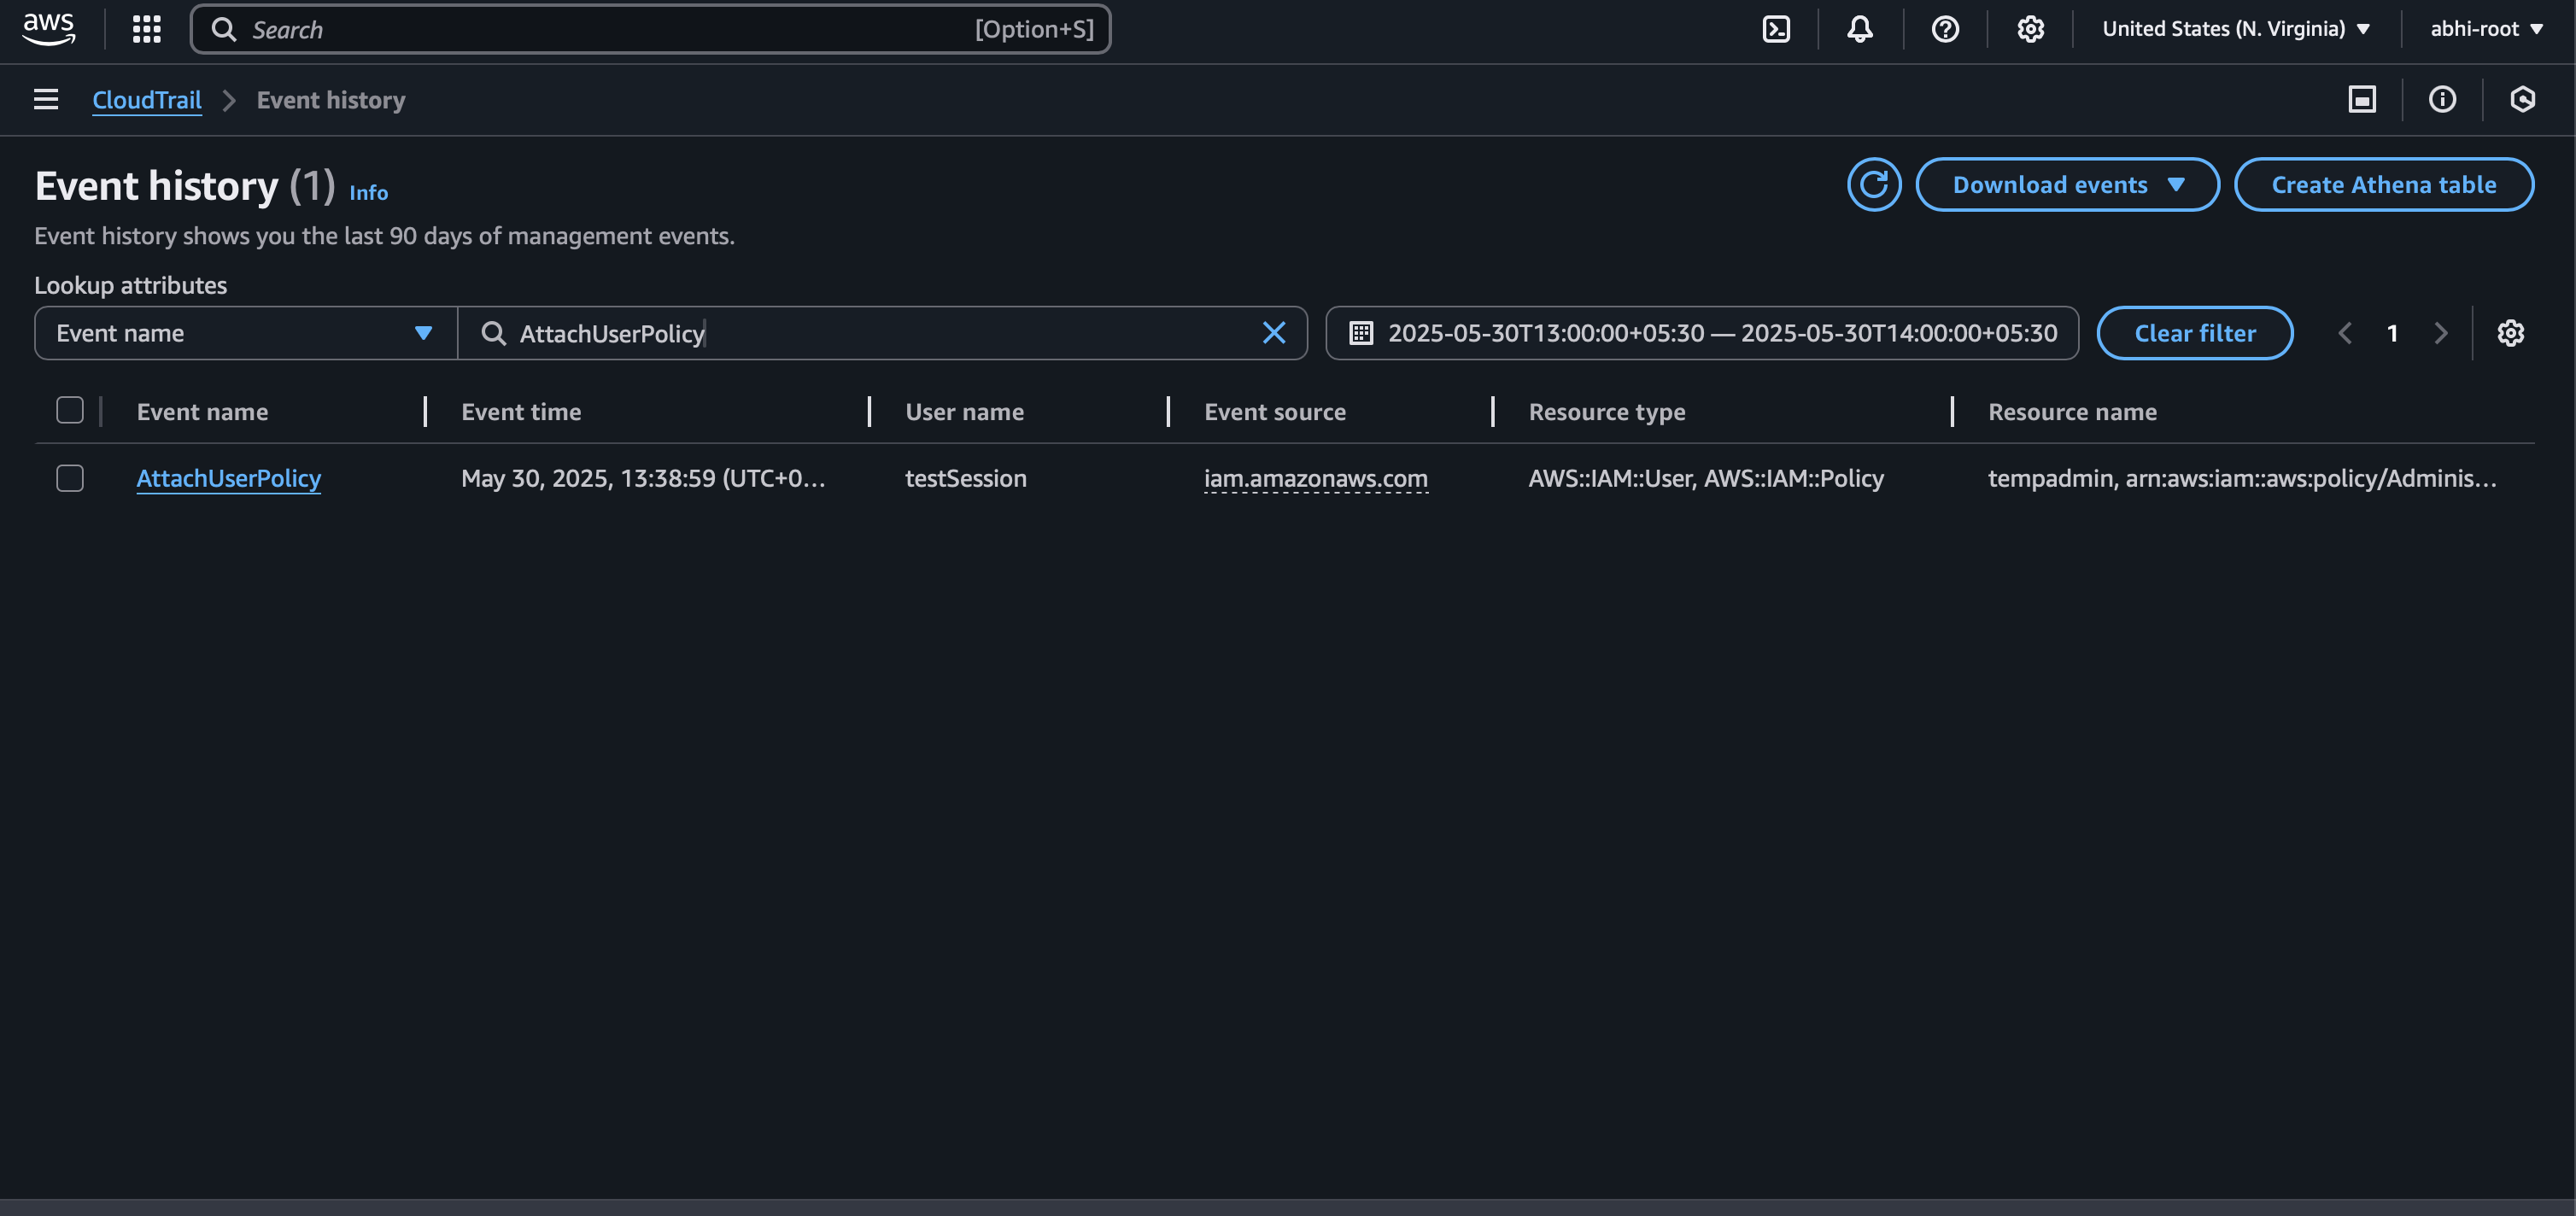 aws Search [Option+S] United States (N. Virginia) abhi-root
CloudTrail Event history
Event history (1) Info
Download events Create Athena table
Event history shows you the last 90 days of management events.
Lookup attributes
Event name AttachUserPolicy 2025-05-30T13:00:00+05:30 — 2025-05-30T14:00:00+05:30 Clear filter 1
Event name Event time User name Event source Resource type Resource name
AttachUserPolicy May 30, 2025, 13:38:59 (UTC+0… testSession iam.amazonaws.com AWS::IAM::User, AWS::IAM::Policy tempadmin, arn:aws:iam::aws:policy/Adminis…